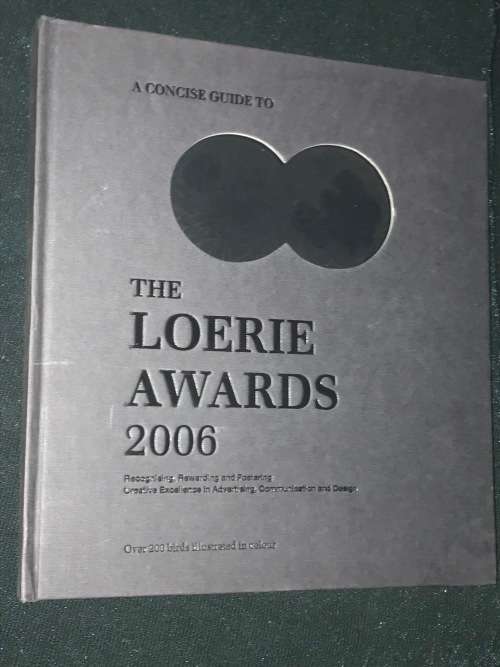 A CONCISE GUIDE TO
THE
LOERIE
AWARDS
2006
Recognising, Rewarding and Fostering
Creative Excellence in Advertising, Communication and Design
Over 200 birds illustrated in colour